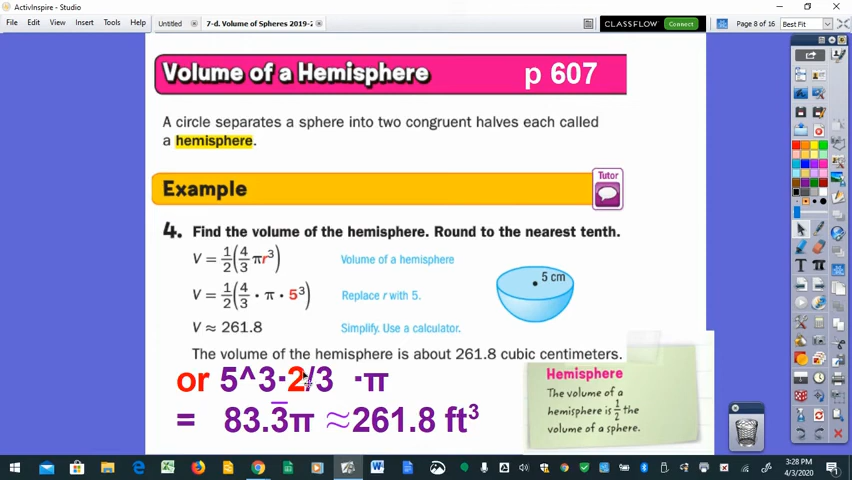 ActivInspire - Studio
File Edit View Insert Tools Help
Untitled
7-d. Volume of Spheres 2019-2
CLASSFLOW
Connect
Page 8 of 16
Best Fit
Volume of a Hemisphere
p 607
A circle separates a sphere into two congruent halves each called
a hemisphere.
Example
Tutor
4. Find the volume of the hemisphere. Round to the nearest tenth.
V = 1/2(4/3 πr³)
Volume of a hemisphere
V = 1/2(4/3 • π • 5³)
Replace r with 5.
5 cm
V ≈ 261.8
Simplify. Use a calculator.
The volume of the hemisphere is about 261.8 cubic centimeters.
or 5^3·2/3 ·π
= 83.3̅π ≈261.8 ft³
Hemisphere
The volume of a
hemisphere is 1/2 the
volume of a sphere.
3:28 PM
4/3/2020